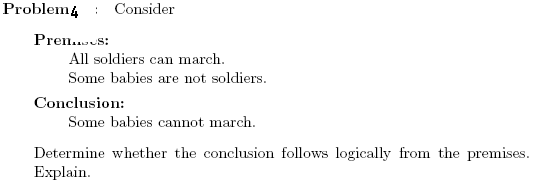 Problem 4 : Consider
Premises:
All soldiers can march.
Some babies are not soldiers.
Conclusion:
Some babies cannot march.
Determine whether the conclusion follows logically from the premises.
Explain.